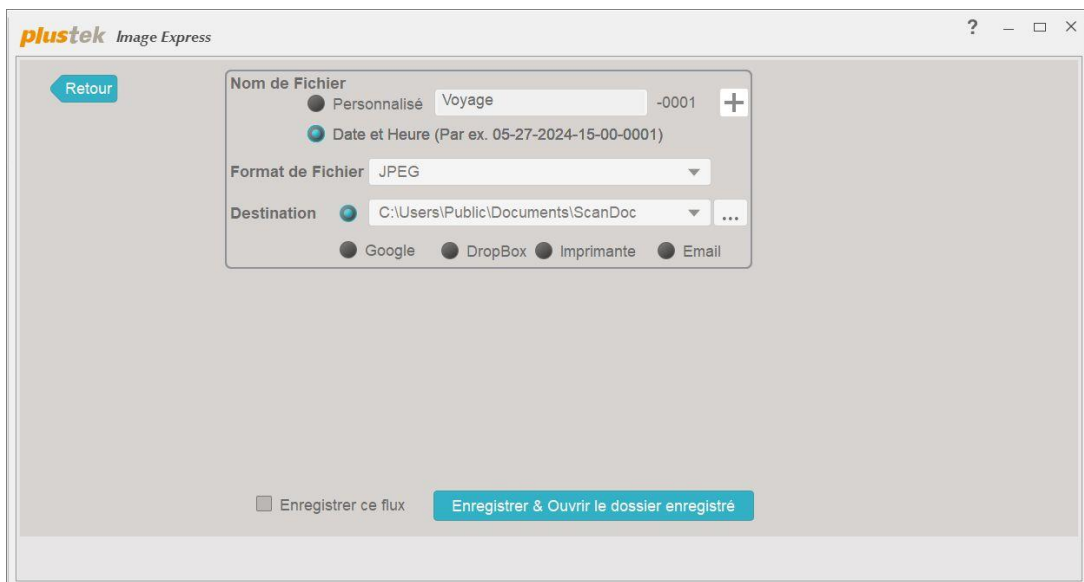 plustek Image Express
?
Retour
Nom de Fichier
Personnalisé Voyage -0001 +
Date et Heure (Par ex. 05-27-2024-15-00-0001)
Format de Fichier JPEG
Destination C:\Users\Public\Documents\ScanDoc ...
Google DropBox Imprimante Email
Enregistrer ce flux Enregistrer & Ouvrir le dossier enregistré